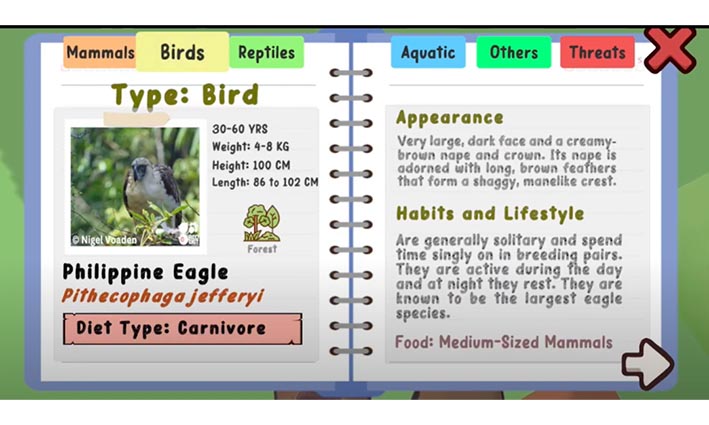 Mammals
Birds
Reptiles
Aquatic
Others
Threats
Type: Bird
30-60 YRS
Weight: 4-8 KG
Height: 100 CM
Length: 86 to 102 CM
Forest
© Nigel Voaden
Philippine Eagle
Pithecophaga jefferyi
Diet Type: Carnivore
Appearance
Very large, dark face and a creamy-
brown nape and crown. Its nape is
adorned with long, brown feathers
that form a shaggy, manelike crest.
Habits and Lifestyle
Are generally solitary and spend
time singly on in breeding pairs.
They are active during the day
and at night they rest. They are
known to be the largest eagle
species.
Food: Medium-Sized Mammals